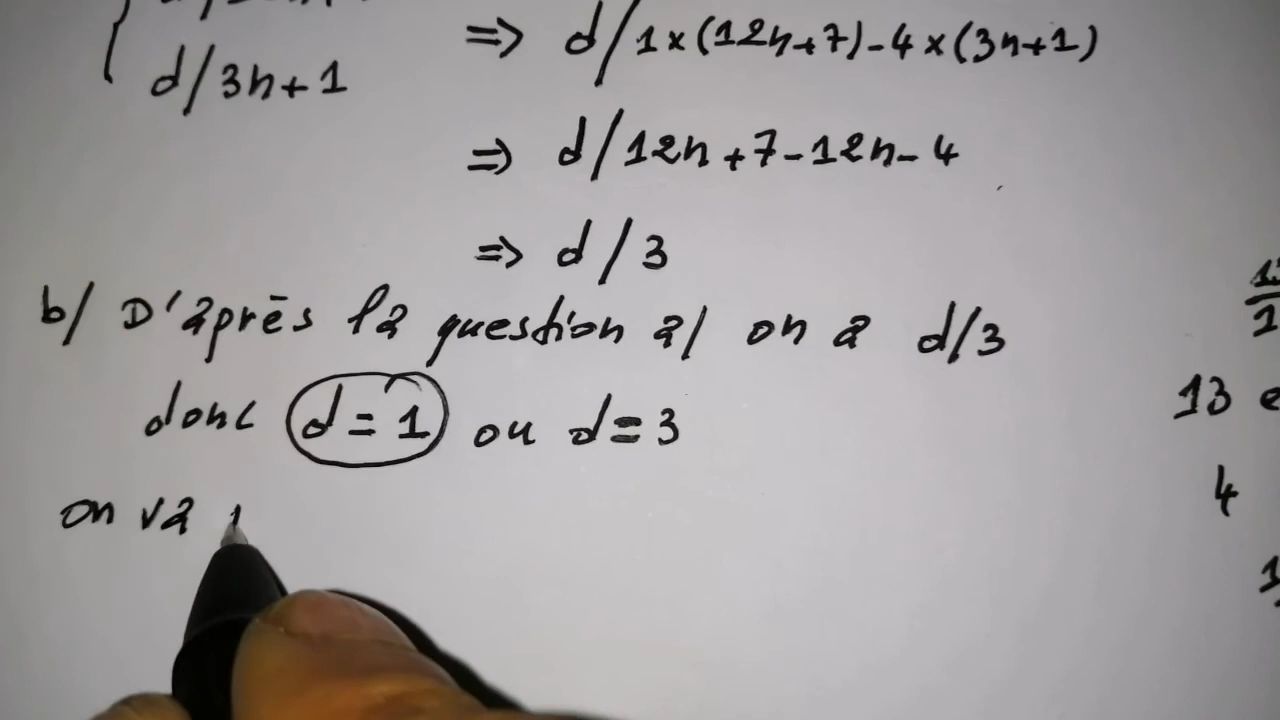 d/3n+1
=> d/1×(12n+7)-4×(3n+1)
=> d/12n+7-12n-4
=> d/3
b/ D'après la question a/ on a d/3
donc d=1 ou d=3
on va
13
4